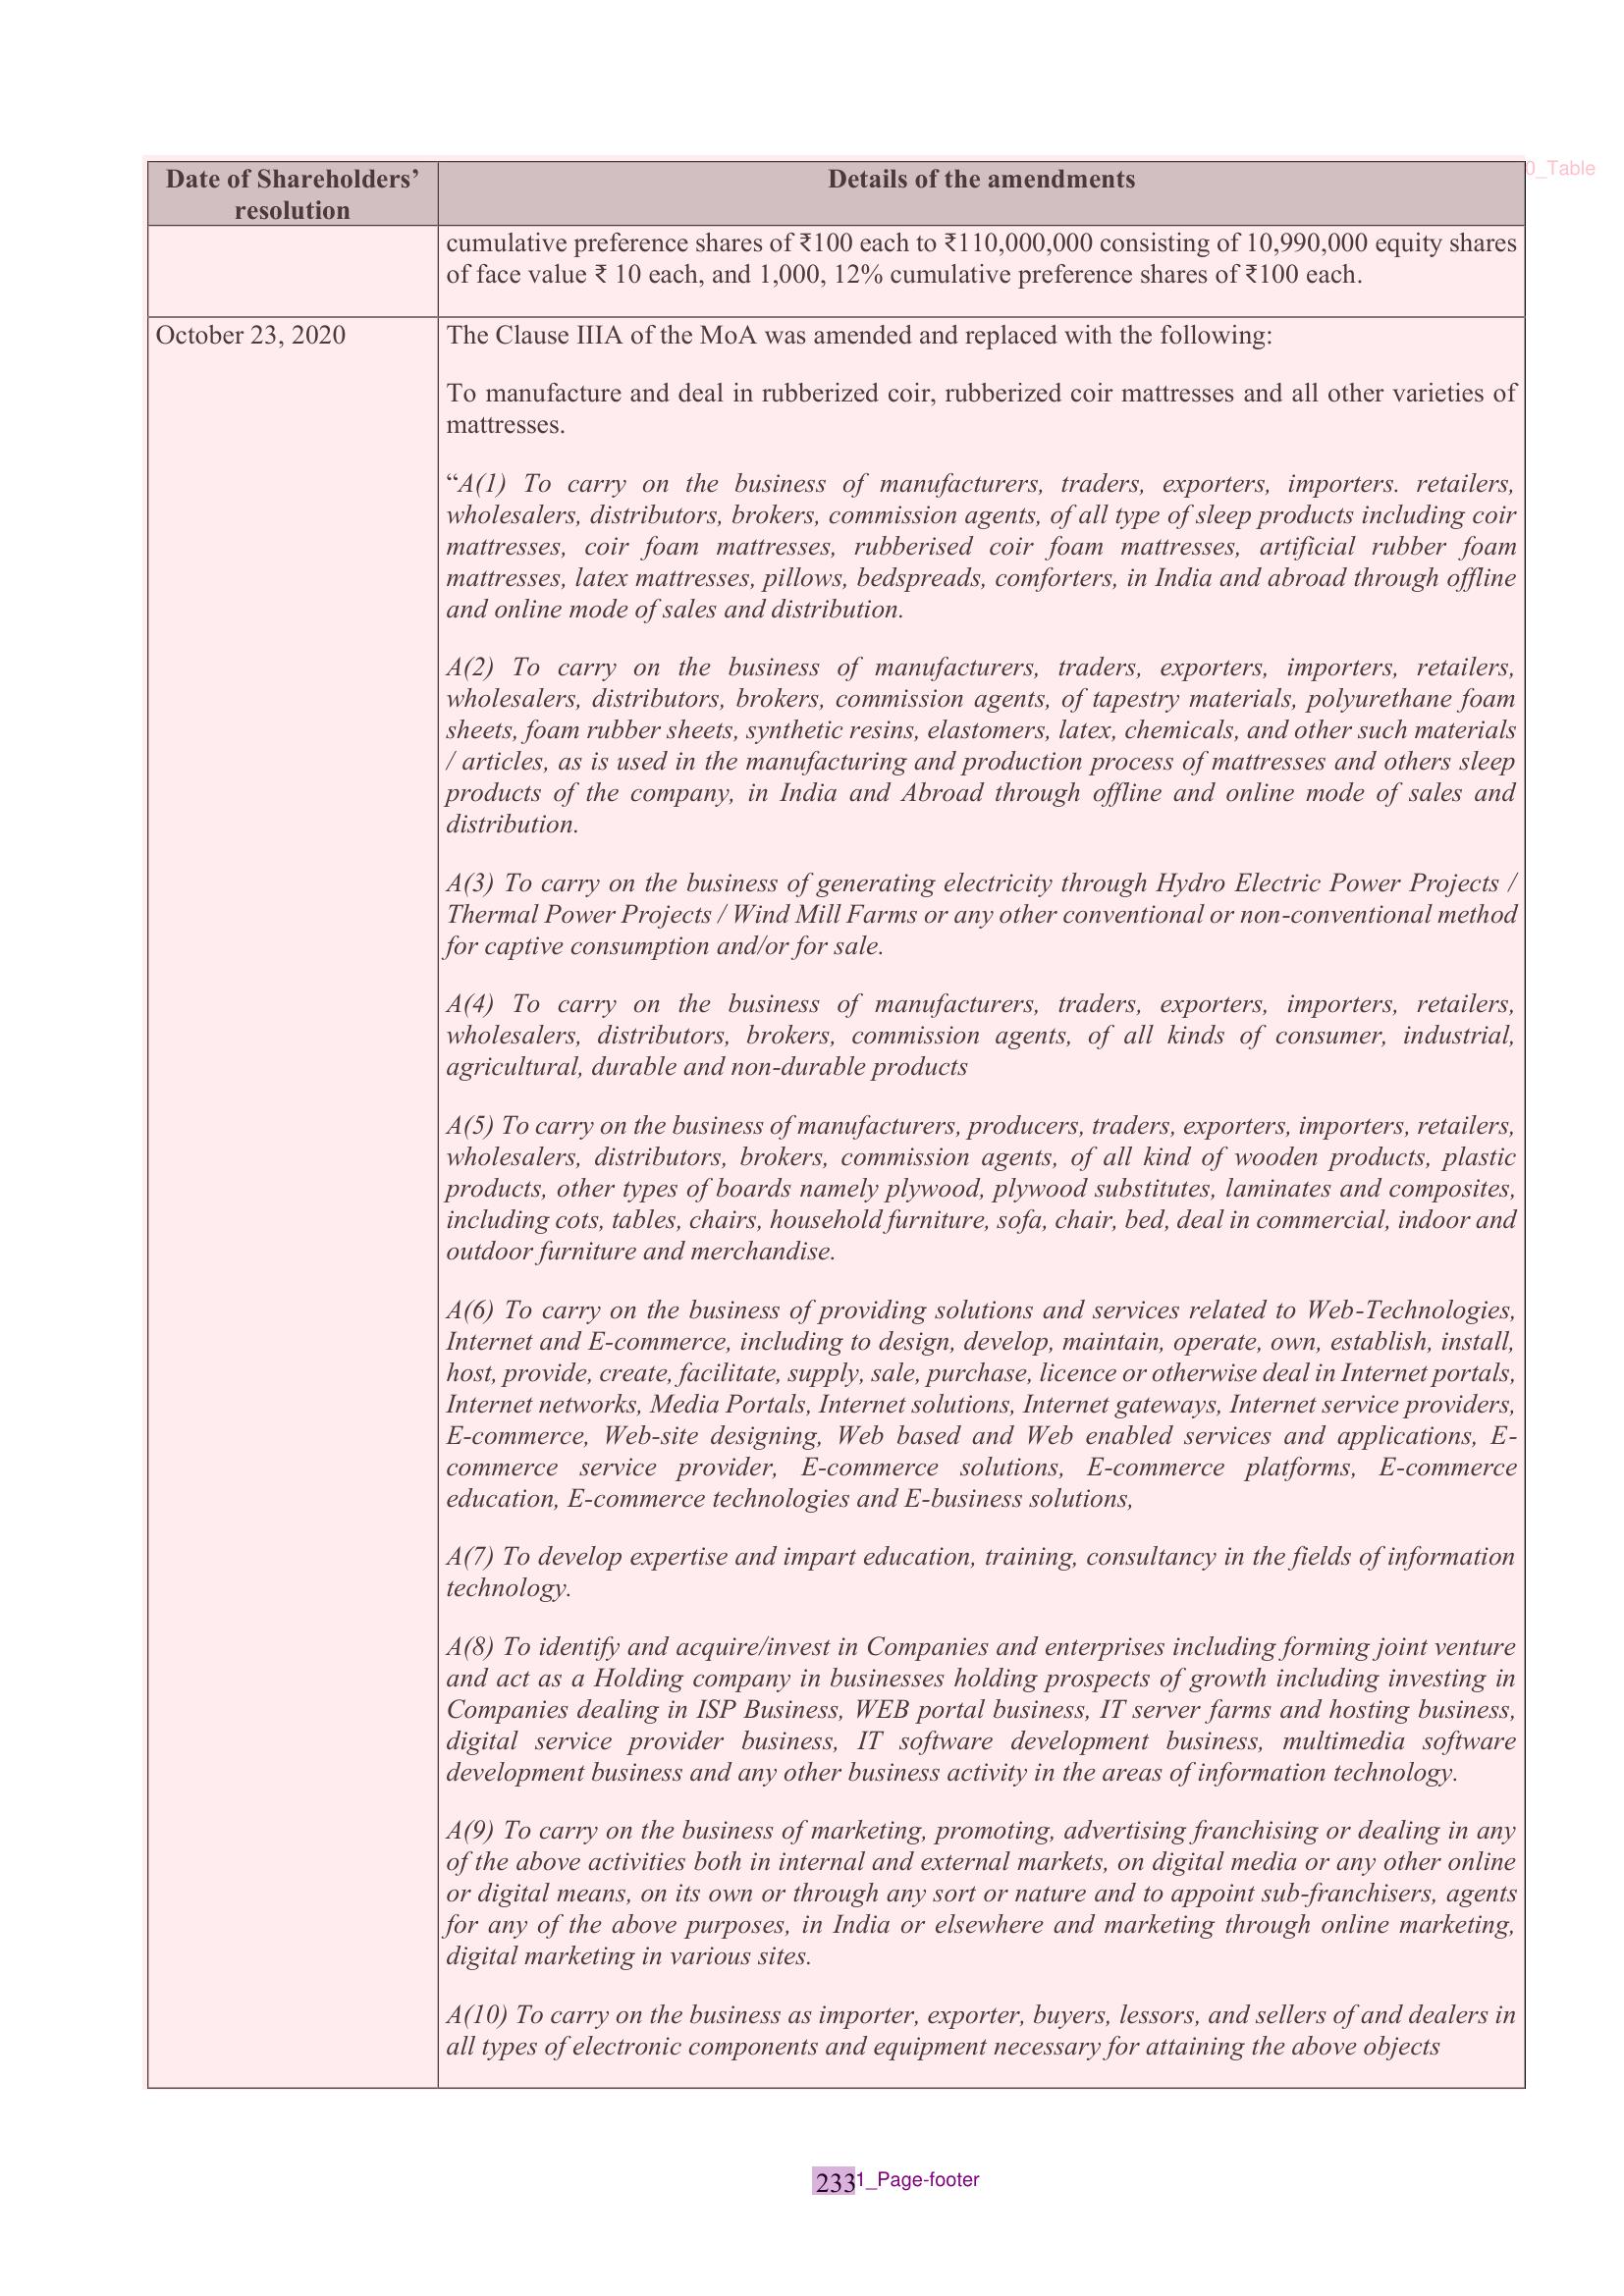 Date of Shareholders’
resolution
Details of the amendments
0_Table
cumulative preference shares of ₹100 each to ₹110,000,000 consisting of 10,990,000 equity shares
of face value ₹ 10 each, and 1,000, 12% cumulative preference shares of ₹100 each.
October 23, 2020
The Clause IIIA of the MoA was amended and replaced with the following:
To manufacture and deal in rubberized coir, rubberized coir mattresses and all other varieties of
mattresses.
“A(1) To carry on the business of manufacturers, traders, exporters, importers. retailers,
wholesalers, distributors, brokers, commission agents, of all type of sleep products including coir
mattresses, coir foam mattresses, rubberised coir foam mattresses, artificial rubber foam
mattresses, latex mattresses, pillows, bedspreads, comforters, in India and abroad through offline
and online mode of sales and distribution.
A(2) To carry on the business of manufacturers, traders, exporters, importers, retailers,
wholesalers, distributors, brokers, commission agents, of tapestry materials, polyurethane foam
sheets, foam rubber sheets, synthetic resins, elastomers, latex, chemicals, and other such materials
/ articles, as is used in the manufacturing and production process of mattresses and others sleep
products of the company, in India and Abroad through offline and online mode of sales and
distribution.
A(3) To carry on the business of generating electricity through Hydro Electric Power Projects /
Thermal Power Projects / Wind Mill Farms or any other conventional or non-conventional method
for captive consumption and/or for sale.
A(4) To carry on the business of manufacturers, traders, exporters, importers, retailers,
wholesalers, distributors, brokers, commission agents, of all kinds of consumer, industrial,
agricultural, durable and non-durable products
A(5) To carry on the business of manufacturers, producers, traders, exporters, importers, retailers,
wholesalers, distributors, brokers, commission agents, of all kind of wooden products, plastic
products, other types of boards namely plywood, plywood substitutes, laminates and composites,
including cots, tables, chairs, household furniture, sofa, chair, bed, deal in commercial, indoor and
outdoor furniture and merchandise.
A(6) To carry on the business of providing solutions and services related to Web-Technologies,
Internet and E-commerce, including to design, develop, maintain, operate, own, establish, install,
host, provide, create, facilitate, supply, sale, purchase, licence or otherwise deal in Internet portals,
Internet networks, Media Portals, Internet solutions, Internet gateways, Internet service providers,
E-commerce, Web-site designing, Web based and Web enabled services and applications, E-
commerce service provider, E-commerce solutions, E-commerce platforms, E-commerce
education, E-commerce technologies and E-business solutions,
A(7) To develop expertise and impart education, training, consultancy in the fields of information
technology.
A(8) To identify and acquire/invest in Companies and enterprises including forming joint venture
and act as a Holding company in businesses holding prospects of growth including investing in
Companies dealing in ISP Business, WEB portal business, IT server farms and hosting business,
digital service provider business, IT software development business, multimedia software
development business and any other business activity in the areas of information technology.
A(9) To carry on the business of marketing, promoting, advertising franchising or dealing in any
of the above activities both in internal and external markets, on digital media or any other online
or digital means, on its own or through any sort or nature and to appoint sub-franchisers, agents
for any of the above purposes, in India or elsewhere and marketing through online marketing,
digital marketing in various sites.
A(10) To carry on the business as importer, exporter, buyers, lessors, and sellers of and dealers in
all types of electronic components and equipment necessary for attaining the above objects
233
1_Page-footer